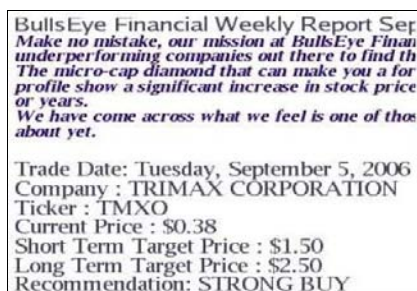 BullsEye Financial Weekly Report Sep
Make no mistake, our mission at BullsEye Finan
underperforming companies out there to find th
The micro-cap diamond that can make you a for
profile show a significant increase in stock price
or years.
We have come across what we feel is one of thos
about yet.
Trade Date: Tuesday, September 5, 2006
Company : TRIMAX CORPORATION
Ticker : TMXO
Current Price : $0.38
Short Term Target Price : $1.50
Long Term Target Price : $2.50
Recommendation: STRONG BUY